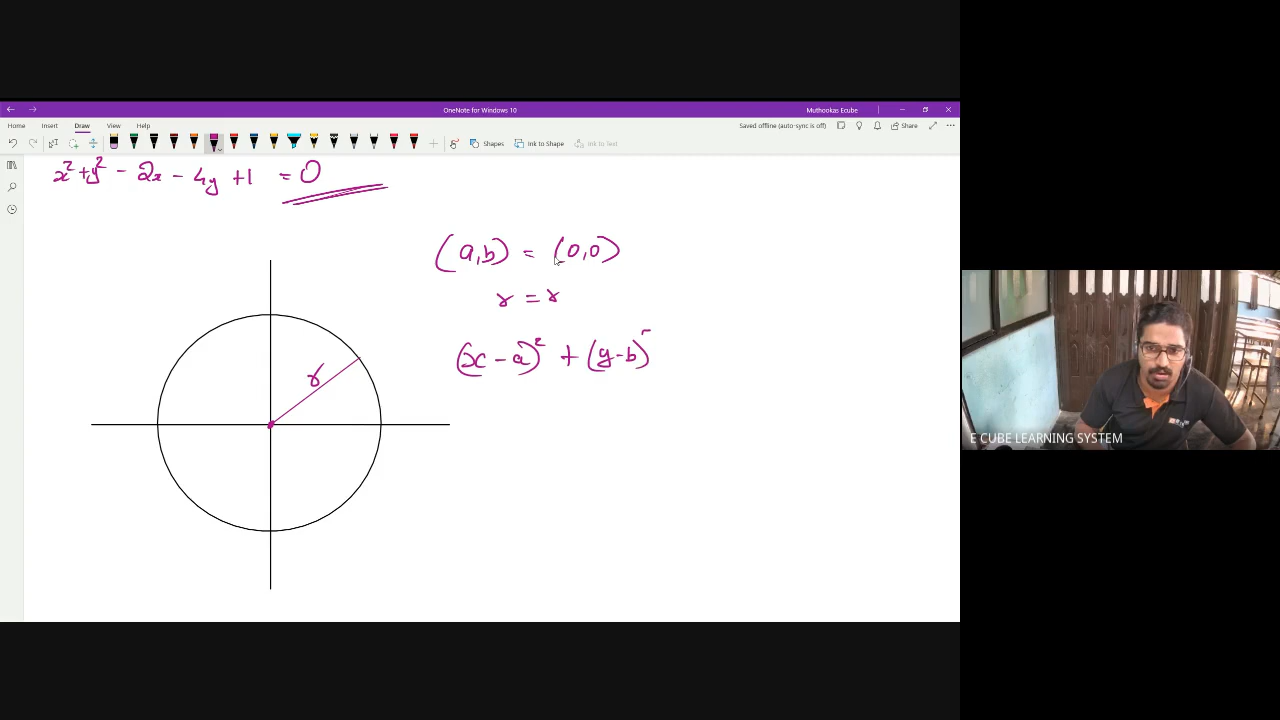 OneNote for Windows 10
Muthookas Ecube
Home Insert Draw View Help
Saved offline (auto-sync is off)
Share
Shapes
Ink to Shape
Ink to Text
x² + y² - 2x - 4y + 1 = 0
(a,b) = (0,0)
r = r
r
(x - a)² + (y - b)
E CUBE LEARNING SYSTEM